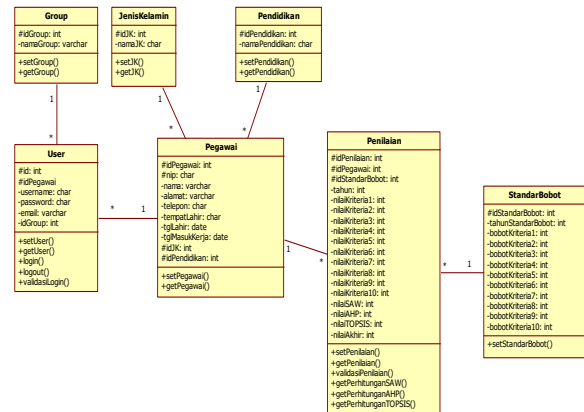 Group
#idGroup: int
-namaGroup: varchar
+setGroup()
+getGroup()
JenisKelamin
#idJK: int
-namaJK: char
+setJK()
+getJK()
Pendidikan
#idPendidikan: int
-namaPendidikan: char
+setPendidikan()
+getPendidikan()
1
*
1
*
1
*
User
#id: int
#idPegawai
-username: char
-password: char
-email: varchar
-idGroup: int
+setUser()
+getUser()
+login()
+logout()
+validasiLogin()
*
1
Pegawai
#idPegawai: int
#nip: char
-nama: varchar
-alamat: varchar
-telepon: char
-tempatLahir: char
-tglLahir: date
-tglMasukKerja: date
#idJK: int
#idPendidikan: int
+setPegawai()
+getPegawai()
1
*
Penilaian
#idPenilaian: int
#idPegawai: int
#idStandarBobot: int
-tahun: int
-nilaiKriteria1: int
-nilaiKriteria2: int
-nilaiKriteria3: int
-nilaiKriteria4: int
-nilaiKriteria5: int
-nilaiKriteria6: int
-nilaiKriteria7: int
-nilaiKriteria8: int
-nilaiKriteria9: int
-nilaiKriteria10: int
-nilaiSAW: int
-nilaiAHP: int
-nilaiTOPSIS: int
-nilaiAkhir: int
+setPenilaian()
+getPenilaian()
+validasiPenilaian()
+getPerhitunganSAW()
+getPerhitunganAHP()
+getPerhitunganTOPSIS()
*
1
StandarBobot
#idStandarBobot: int
-tahunStandarBobot: int
-bobotKriteria1: int
-bobotKriteria2: int
-bobotKriteria3: int
-bobotKriteria4: int
-bobotKriteria5: int
-bobotKriteria6: int
-bobotKriteria7: int
-bobotKriteria8: int
-bobotKriteria9: int
-bobotKriteria10: int
+setStandarBobot()